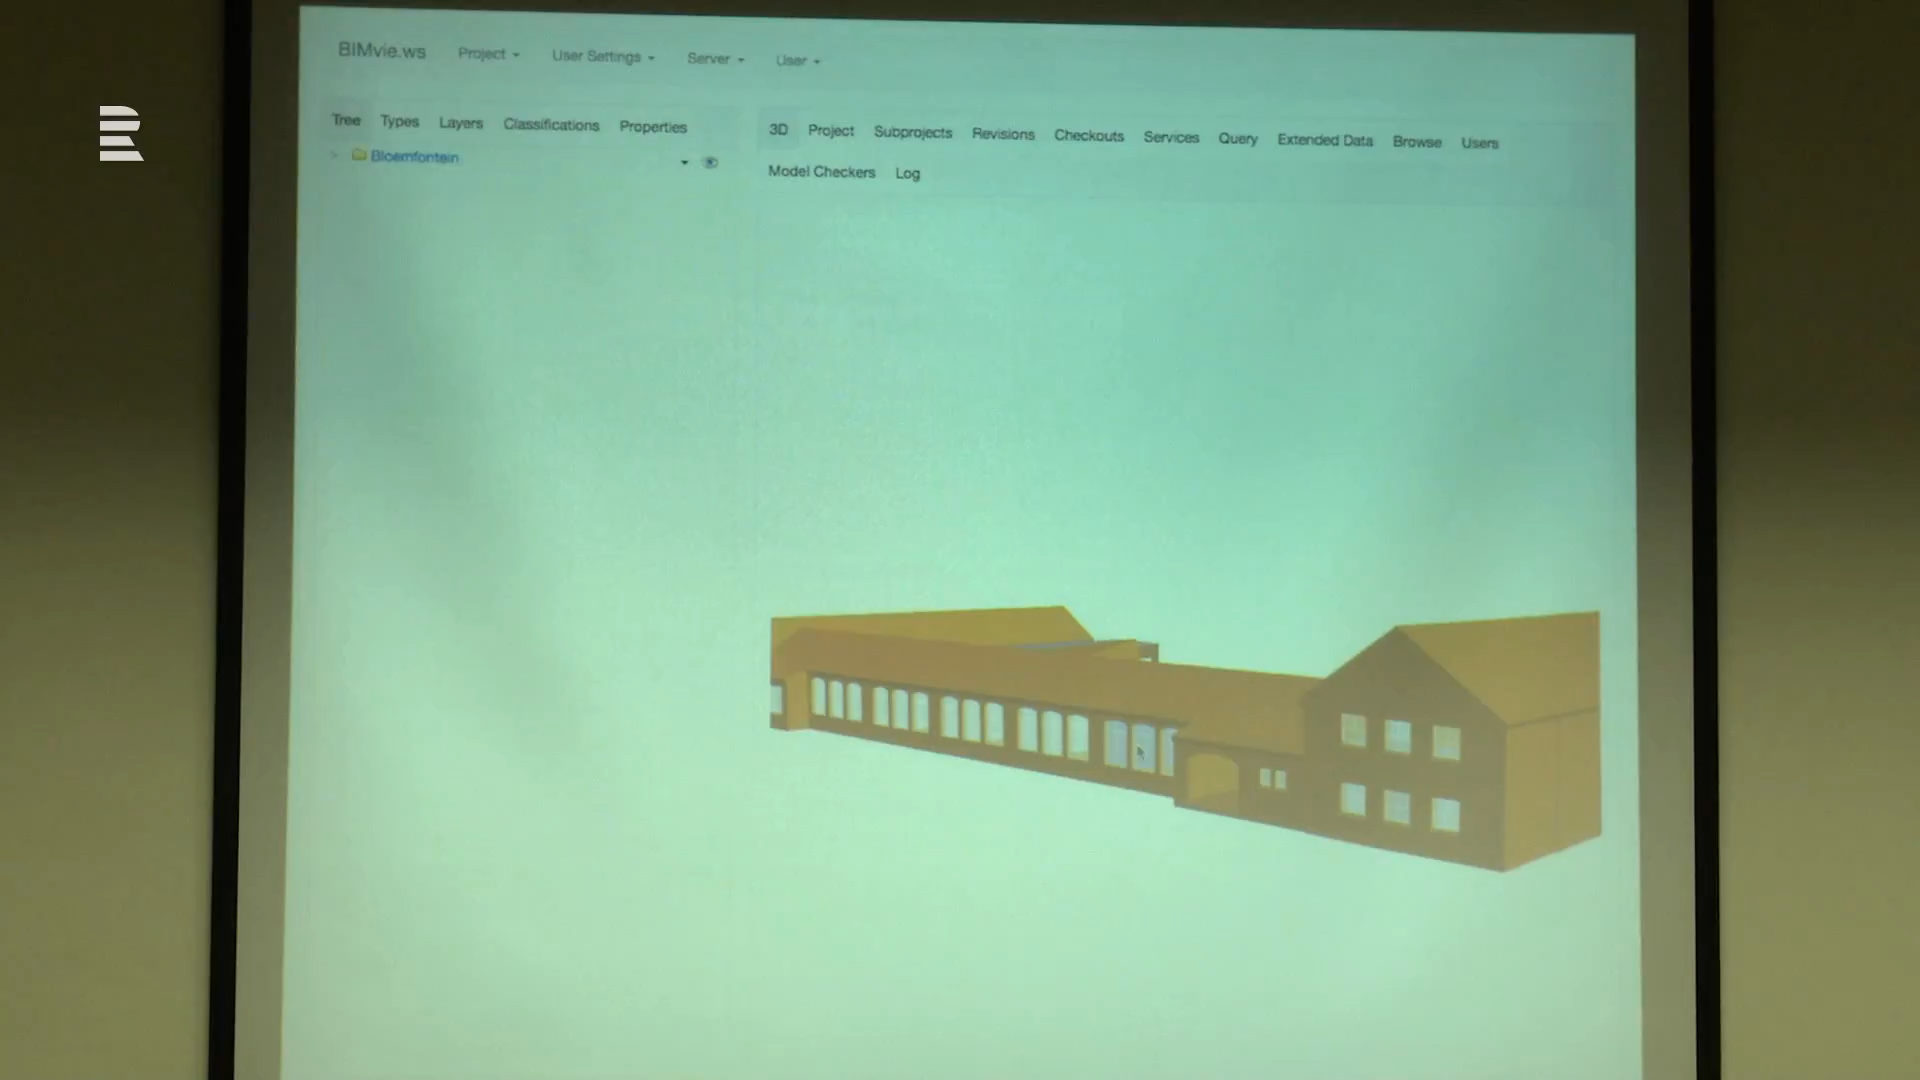 BIMvie.ws Project User Settings Server User
Tree Types Layers Classifications Properties
Bloemfontein
3D Project Subprojects Revisions Checkouts Services Query Extended Data Browse Users
Model Checkers Log